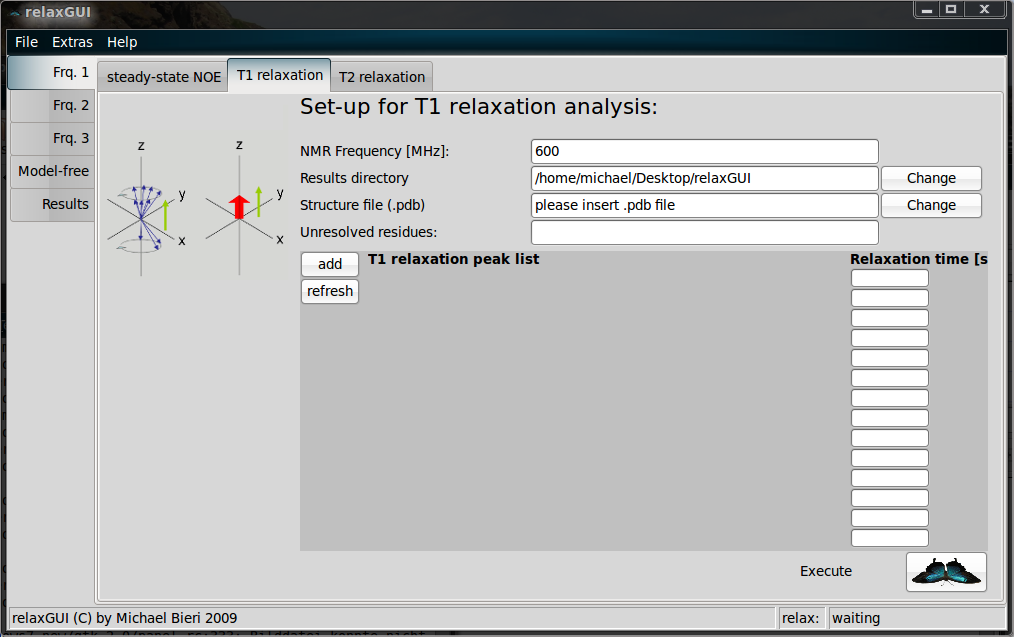 relaxGUI
File Extras Help
Frq. 1
Frq. 2
Frq. 3
Model-free
Results
steady-state NOE T1 relaxation T2 relaxation
Set-up for T1 relaxation analysis:
z z
y y
x x
NMR Frequency [MHz]: 600
Results directory /home/michael/Desktop/relaxGUI Change
Structure file (.pdb) please insert .pdb file Change
Unresolved residues:
add T1 relaxation peak list Relaxation time [s
refresh
Execute
relaxGUI (C) by Michael Bieri 2009 relax: waiting